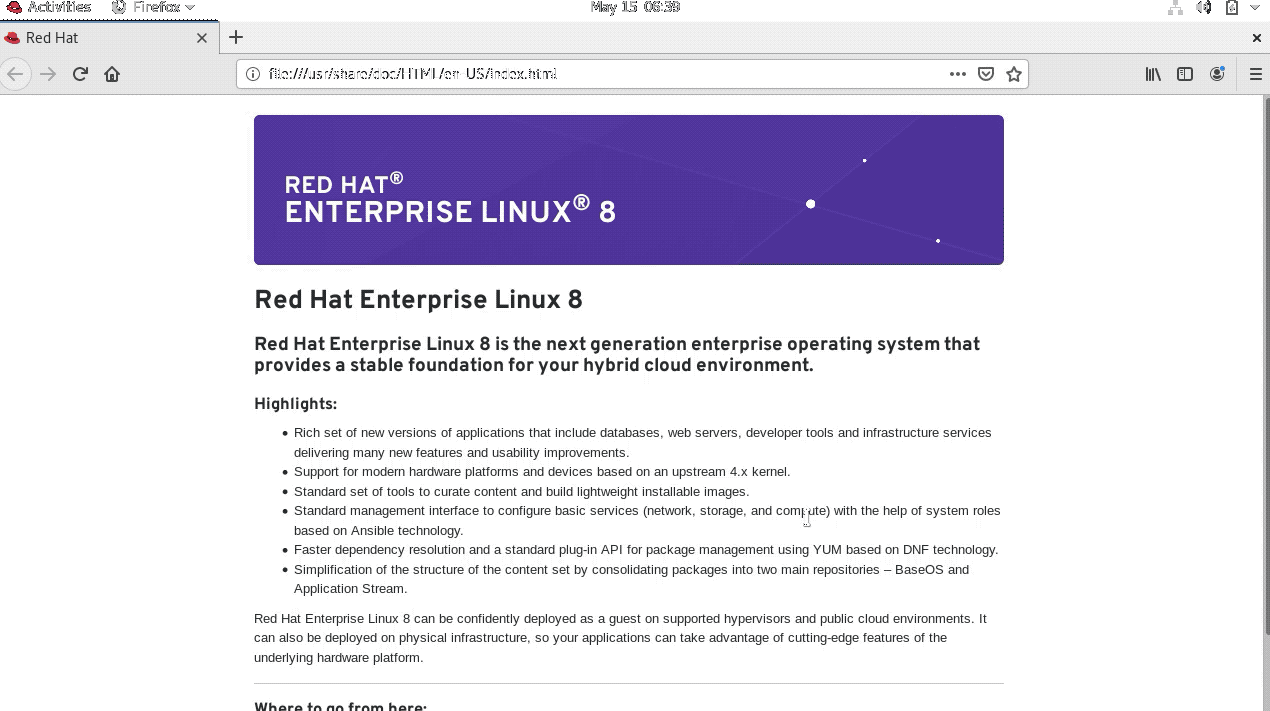 Activities Firefox May 15 06:39
Red Hat
file:///usr/share/doc/HTML/en-US/index.html
RED HAT®
ENTERPRISE LINUX® 8
Red Hat Enterprise Linux 8
Red Hat Enterprise Linux 8 is the next generation enterprise operating system that
provides a stable foundation for your hybrid cloud environment.
Highlights:
• Rich set of new versions of applications that include databases, web servers, developer tools and infrastructure services
delivering many new features and usability improvements.
• Support for modern hardware platforms and devices based on an upstream 4.x kernel.
• Standard set of tools to curate content and build lightweight installable images.
• Standard management interface to configure basic services (network, storage, and compute) with the help of system roles
based on Ansible technology.
• Faster dependency resolution and a standard plug-in API for package management using YUM based on DNF technology.
• Simplification of the structure of the content set by consolidating packages into two main repositories – BaseOS and
Application Stream.
Red Hat Enterprise Linux 8 can be confidently deployed as a guest on supported hypervisors and public cloud environments. It
can also be deployed on physical infrastructure, so your applications can take advantage of cutting-edge features of the
underlying hardware platform.
Where to go from here: